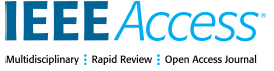 IEEE Access®
Multidisciplinary ⁝ Rapid Review ⁝ Open Access Journal